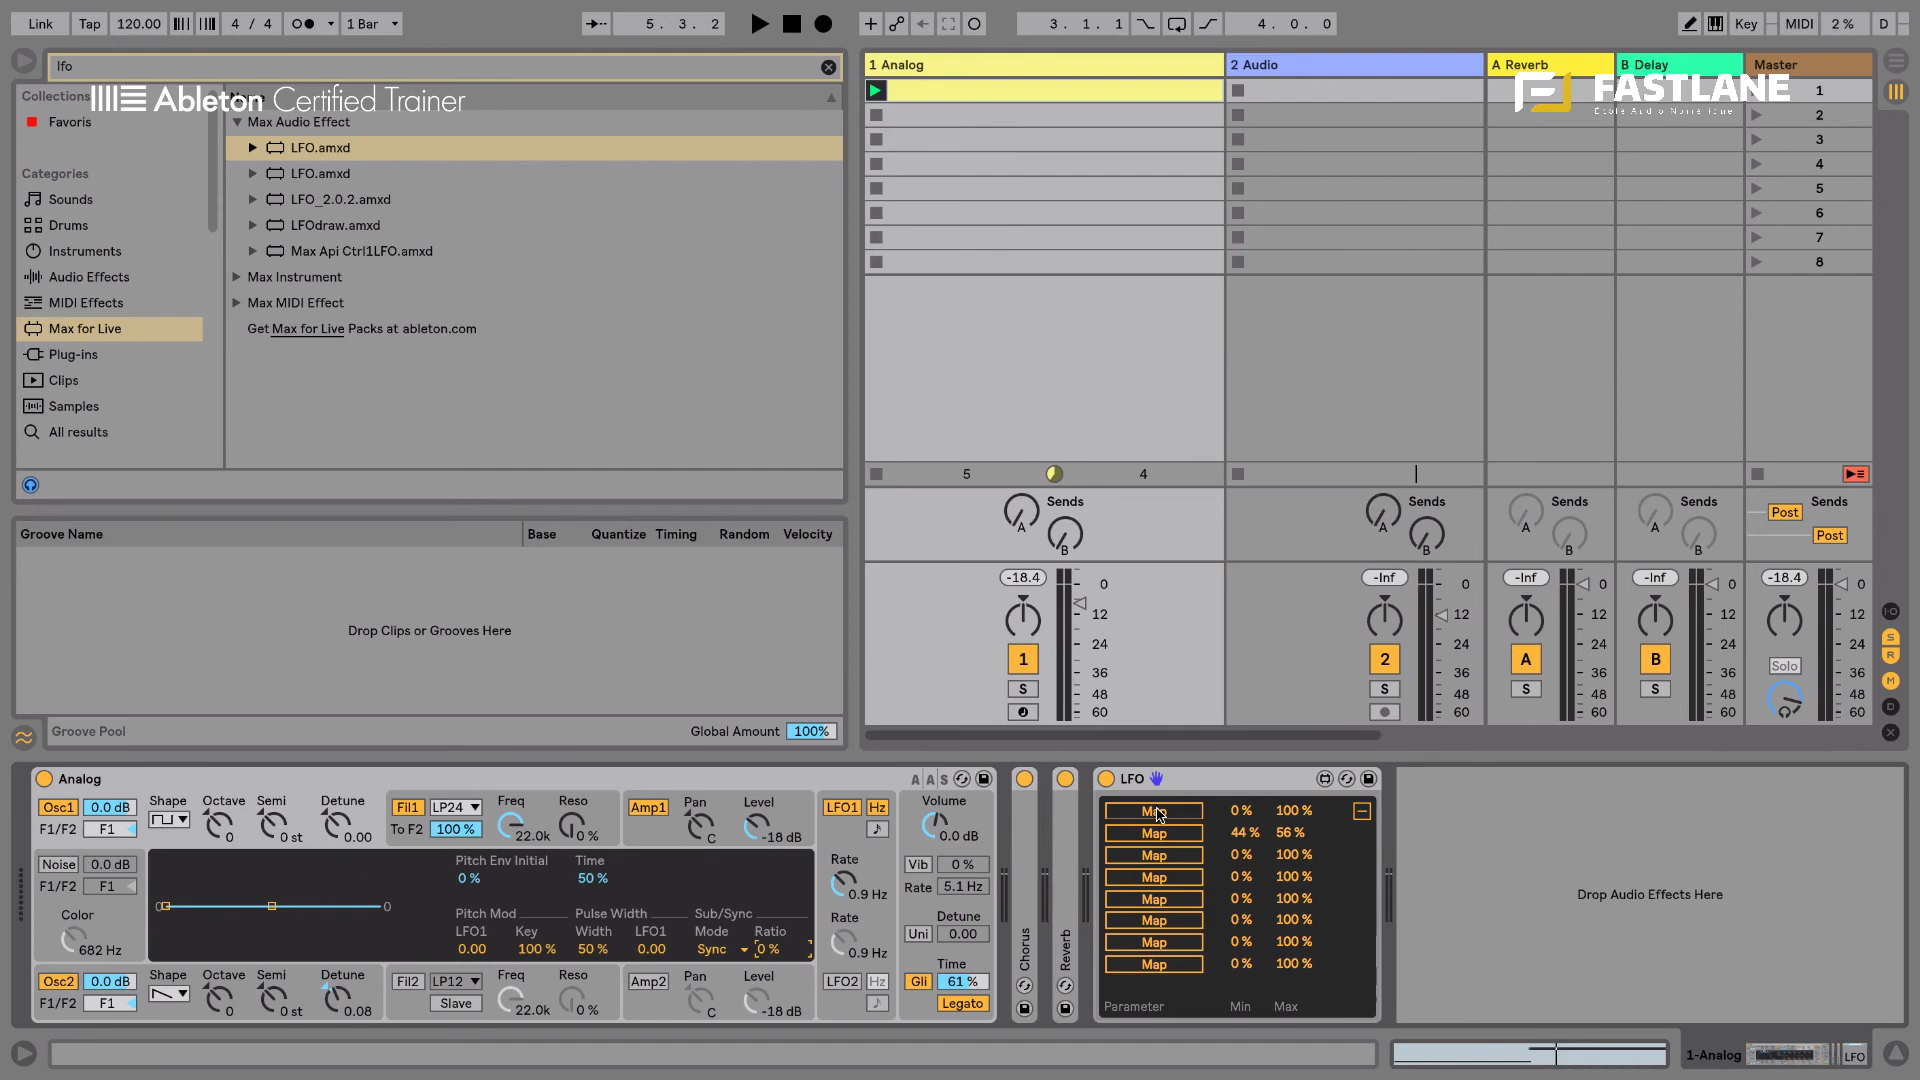 Link Tap 120.00 4 / 4 1 Bar 5. 3. 2 3. 1. 1 4. 0. 0 Key MIDI 2 % D
lfo
Collections
Favoris
Categories
Sounds
Drums
Instruments
Audio Effects
MIDI Effects
Max for Live
Plug-ins
Clips
Samples
All results
Ableton Certified Trainer
Max Audio Effect
LFO.amxd
LFO.amxd
LFO_2.0.2.amxd
LFOdraw.amxd
Max Api Ctrl1LFO.amxd
Max Instrument
Max MIDI Effect
Get Max for Live Packs at ableton.com
1 Analog 2 Audio A Reverb B Delay Master
FASTLANE
École Audio Numérique
1
2
3
4
5
6
7
8
5 4
Sends Sends Sends Sends Sends
A A A A Post
B B B B Post
Groove Name Base Quantize Timing Random Velocity
Drop Clips or Grooves Here
Groove Pool Global Amount 100%
-18.4 0 -Inf 0 -Inf 0 -Inf 0 -18.4 0
12 12 12 12 12
24 24 24 24 24
1 2 A B Solo
36 36 36 36 36
S S S S
48 48 48 48 48
60 60 60 60 60
I-O
S
R
M
D
Analog A A S
Osc1 0.0 dB Shape Octave Semi Detune Fil1 LP24 Freq Reso Amp1 Pan Level LFO1 Hz Volume
F1/F2 F1 0 0 st 0.00 To F2 100 % 22.0k 0 % C -18 dB 0.0 dB
Noise 0.0 dB Pitch Env Initial Time Rate Vib 0 %
F1/F2 F1 0 % 50 % 0.9 Hz Rate 5.1 Hz
0 0
Color Pitch Mod Pulse Width Sub/Sync Rate Detune
682 Hz LFO1 Key Width LFO1 Mode Ratio 0.9 Hz Uni 0.00
0.00 100 % 50 % 0.00 Sync 0 %
Osc2 0.0 dB Shape Octave Semi Detune Fil2 LP12 Freq Reso Amp2 Pan Level LFO2 Hz Time
Gli 61 %
F1/F2 F1 0 0 st 0.08 Slave 22.0k 0 % C -18 dB Legato
Chorus
Reverb
LFO
Map 0 % 100 %
Map 44 % 56 %
Map 0 % 100 %
Map 0 % 100 %
Map 0 % 100 %
Map 0 % 100 %
Map 0 % 100 %
Map 0 % 100 %
Parameter Min Max
Drop Audio Effects Here
1-Analog LFO